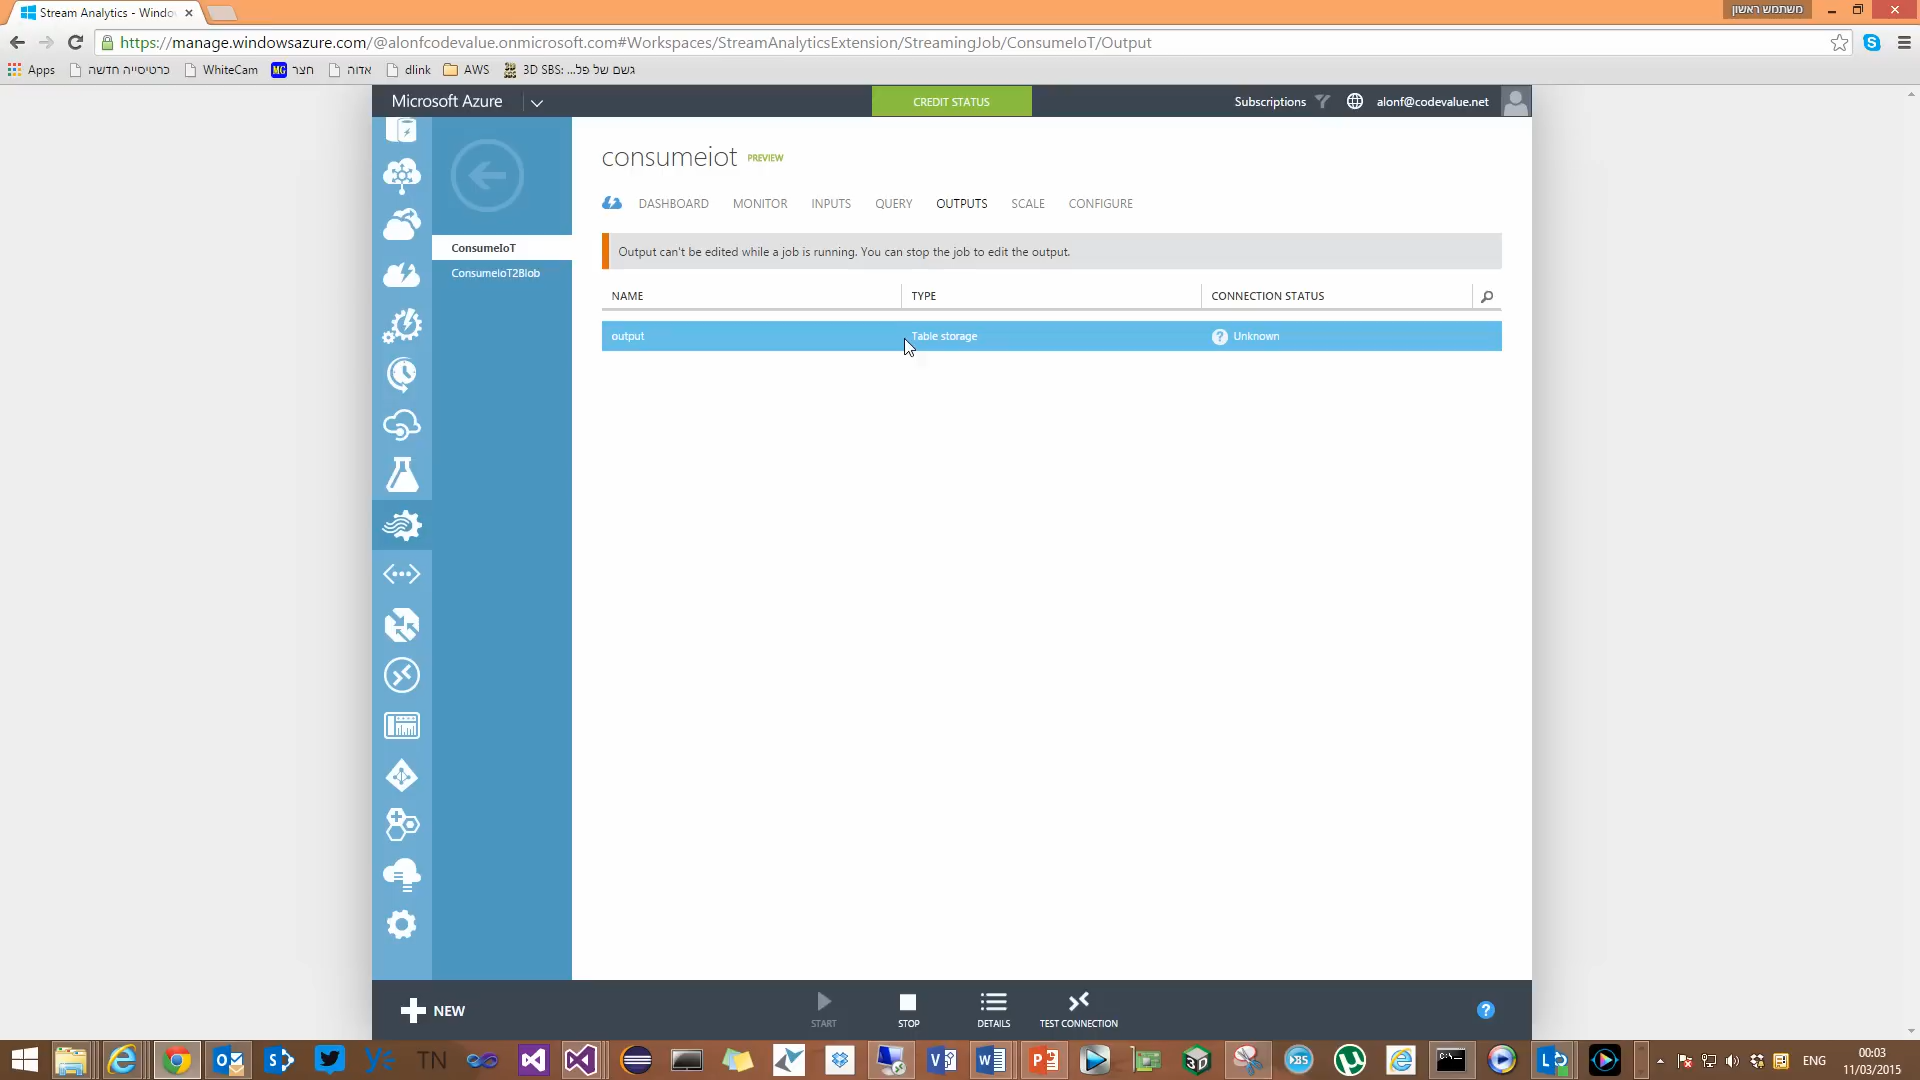 Stream Analytics - Windo
משתמש ראשון
https://manage.windowsazure.com/@alonfcodevalue.onmicrosoft.com#Workspaces/StreamAnalyticsExtension/StreamingJob/ConsumeIoT/Output
Apps
כרטיסייה חדשה
WhiteCam
MG
חצר
אדוה
dlink
AWS
3D SBS: ...גשם של פל
Microsoft Azure
CREDIT STATUS
Subscriptions
alonf@codevalue.net
consumeiot PREVIEW
DASHBOARD MONITOR INPUTS QUERY OUTPUTS SCALE CONFIGURE
ConsumeIoT
ConsumeIoT2Blob
Output can't be edited while a job is running. You can stop the job to edit the output.
NAME TYPE CONNECTION STATUS
output Table storage ? Unknown
NEW
START
STOP
DETAILS
TEST CONNECTION
?
TN
BS
3D
ENG
00:03
11/03/2015